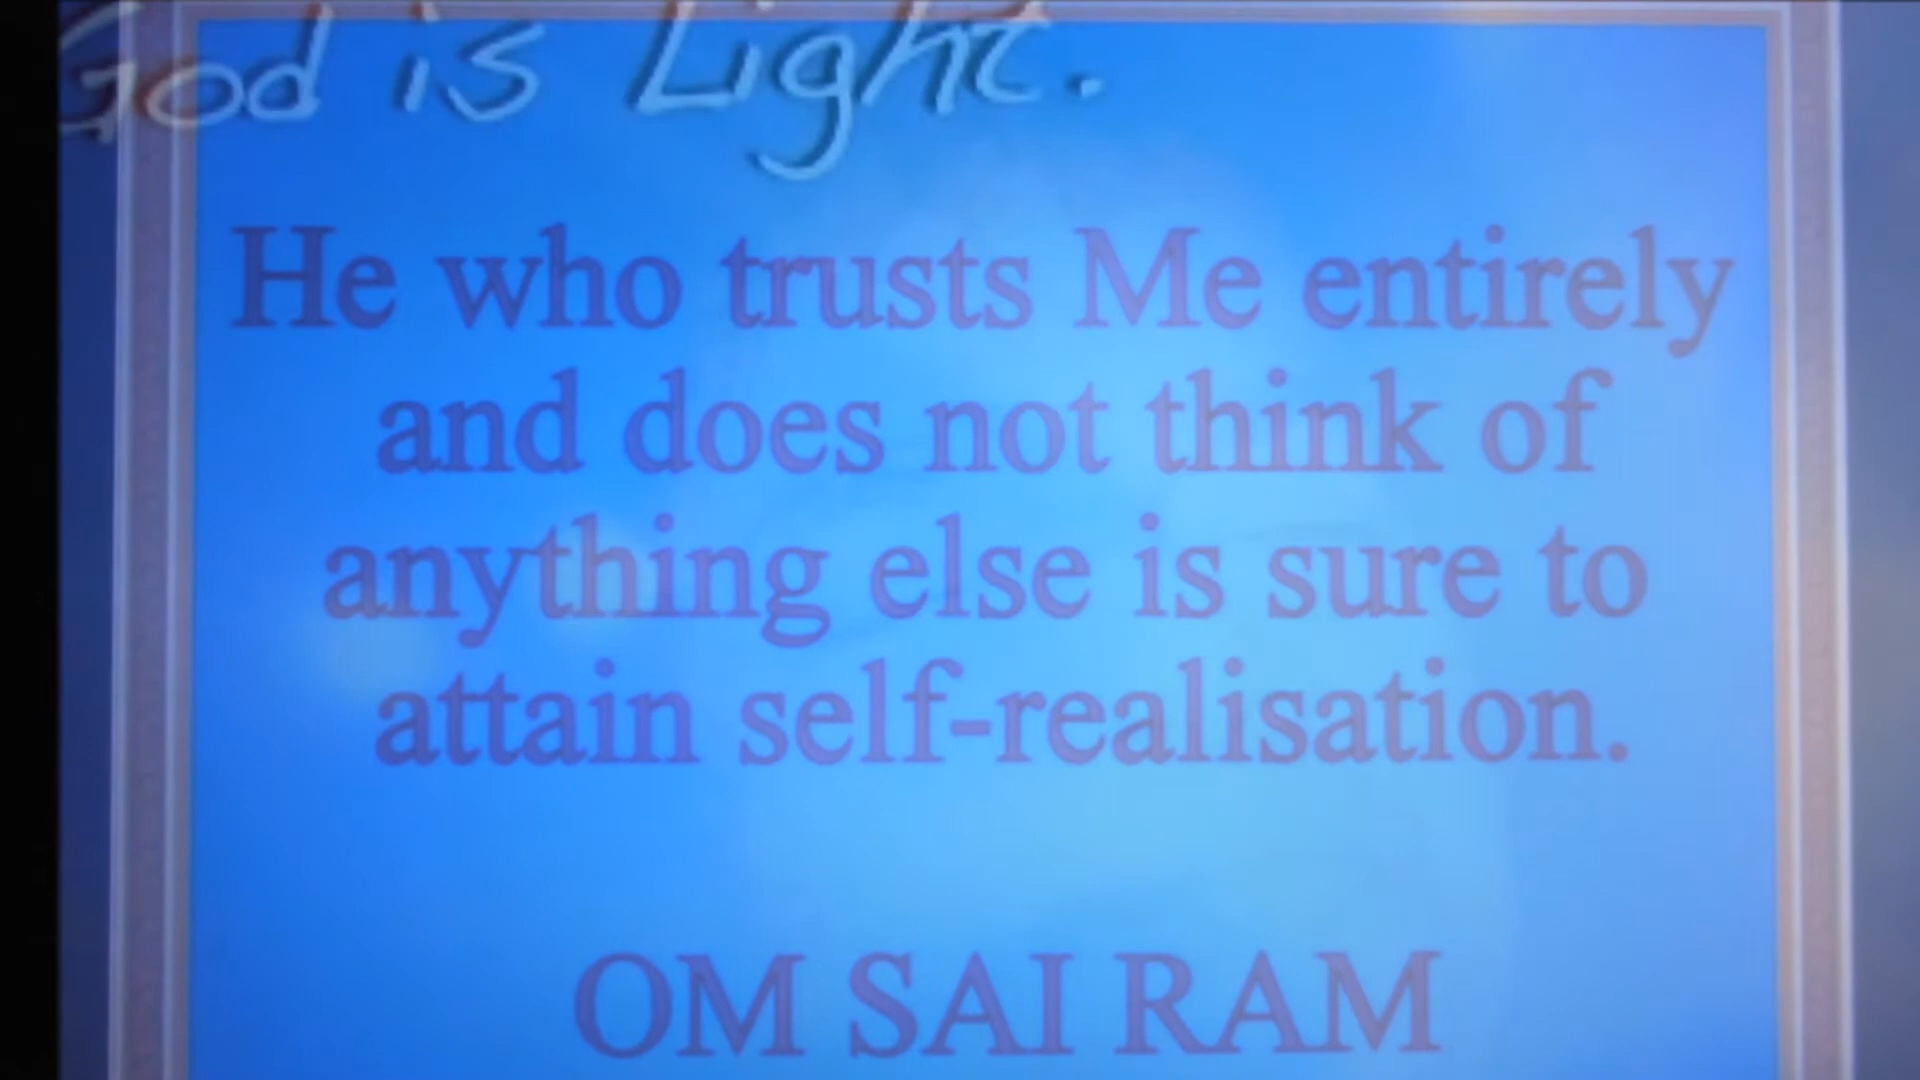 God is Light.
He who trusts Me entirely
and does not think of
anything else is sure to
attain self-realisation.
OM SAI RAM